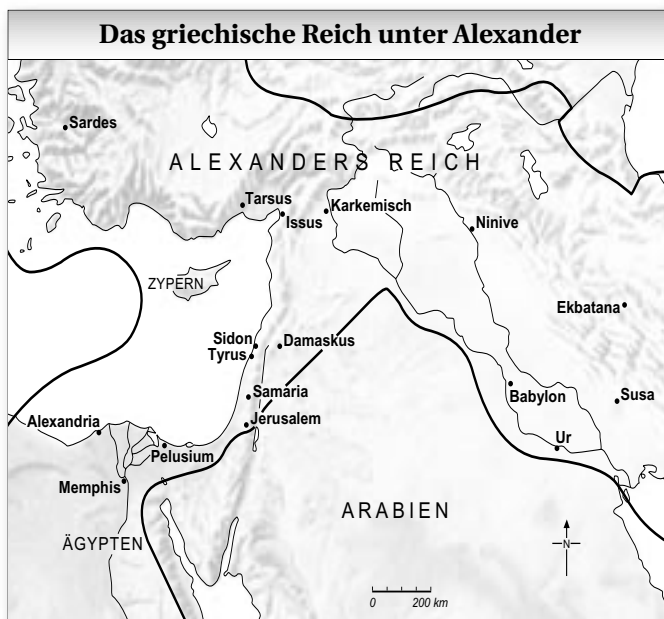 Das griechische Reich unter Alexander
Sardes
ALEXANDERS REICH
Tarsus
Issus
Karkemisch
Ninive
ZYPERN
Ekbatana
Sidon
Tyrus
Damaskus
Babylon
Susa
Samaria
Alexandria
Jerusalem
Ur
Pelusium
Memphis
ARABIEN
ÄGYPTEN
N
0 200 km